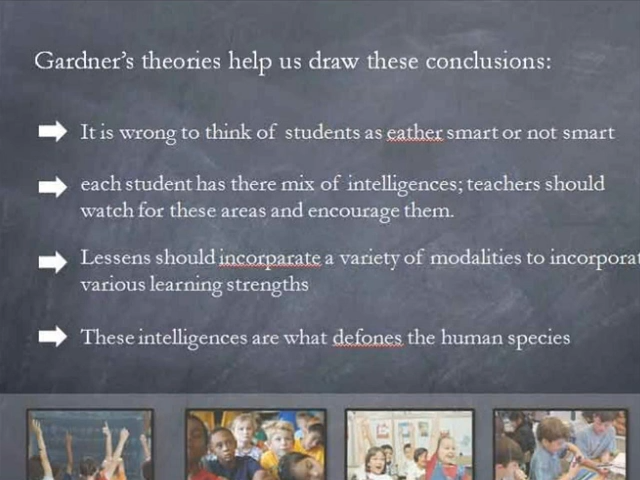 Gardner's theories help us draw these conclusions:
It is wrong to think of students as eather smart or not smart
each student has there mix of intelligences; teachers should
watch for these areas and encourage them.
Lessens should incorparate a variety of modalities to incorporat
various learning strengths
These intelligences are what defones the human species